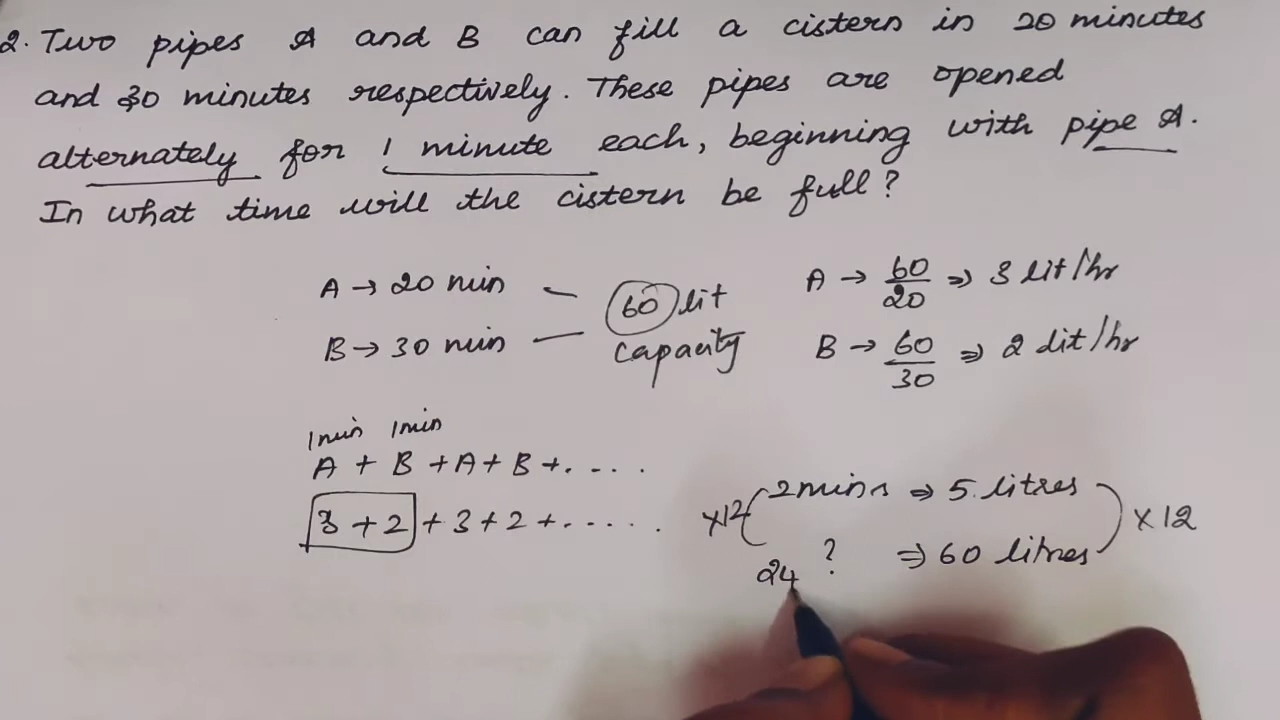 2. Two pipes A and B can fill a cistern in 20 minutes
and 30 minutes respectively. These pipes are opened
alternately for 1 minute each, beginning with pipe A.
In what time will the cistern be full?
A → 20 min
B → 30 min
60 lit
capacity
A → 60/20 ⇒ 3 lit/hr
B → 60/30 ⇒ 2 lit/hr
1min 1min
A + B + A + B + . . . .
3 + 2 + 3 + 2 + . . . . .
×12 2 mins ⇒ 5 litres ×12
24 ? ⇒ 60 litres